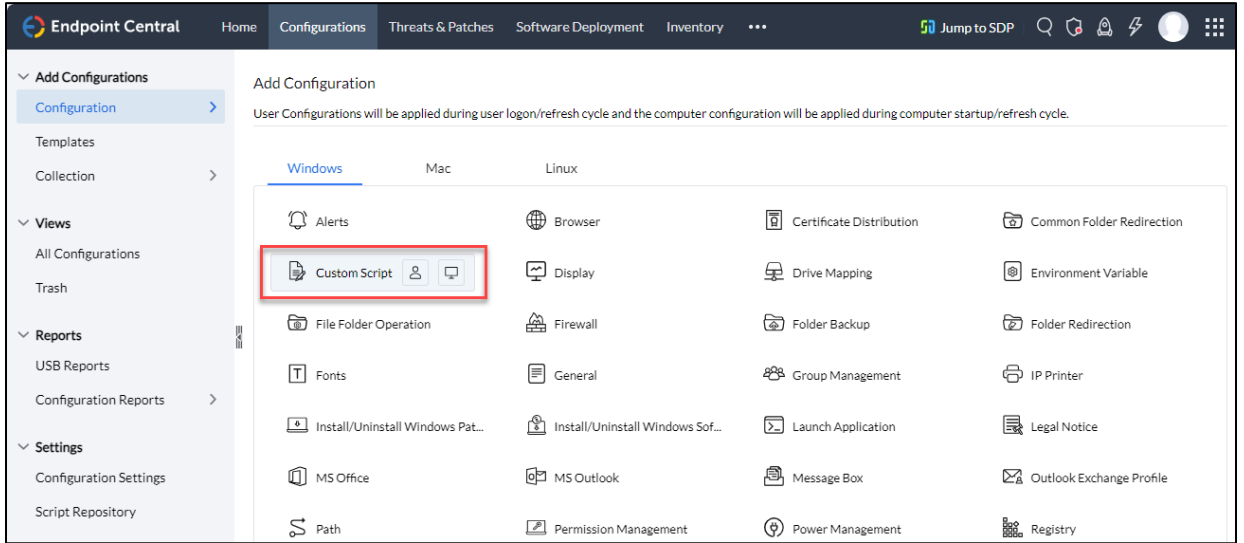 Endpoint Central Home Configurations Threats & Patches Software Deployment Inventory ••• Jump to SDP
Add Configurations
Configuration
Templates
Collection
Views
All Configurations
Trash
Reports
USB Reports
Configuration Reports
Settings
Configuration Settings
Script Repository
Add Configuration
User Configurations will be applied during user logon/refresh cycle and the computer configuration will be applied during computer startup/refresh cycle.
Windows Mac Linux
Alerts Browser Certificate Distribution Common Folder Redirection
Custom Script Display Drive Mapping Environment Variable
File Folder Operation Firewall Folder Backup Folder Redirection
Fonts General Group Management IP Printer
Install/Uninstall Windows Pat... Install/Uninstall Windows Sof... Launch Application Legal Notice
MS Office MS Outlook Message Box Outlook Exchange Profile
Path Permission Management Power Management Registry